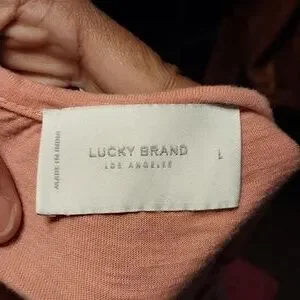 LUCKY BRAND
LOS ANGELES
L
MADE IN INDIA